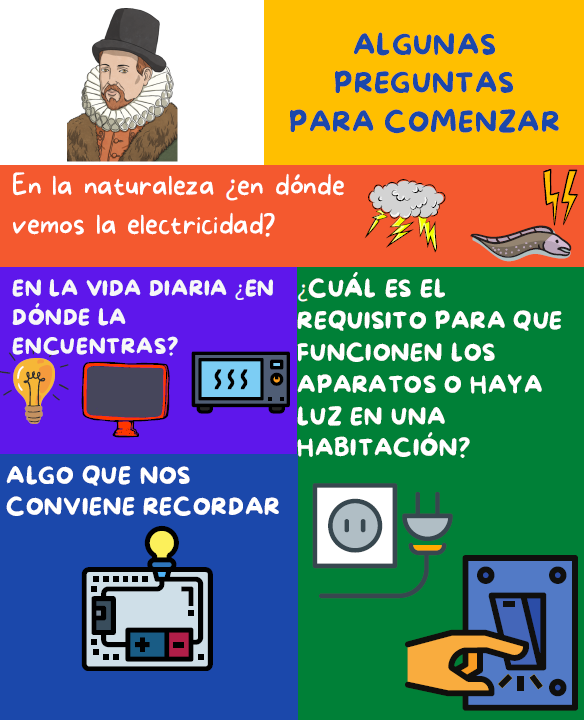 ALGUNAS
PREGUNTAS
PARA COMENZAR
En la naturaleza ¿en dónde
vemos la electricidad?
EN LA VIDA DIARIA ¿EN
DÓNDE LA
ENCUENTRAS?
¿CUÁL ES EL
REQUISITO PARA QUE
FUNCIONEN LOS
APARATOS O HAYA
LUZ EN UNA
HABITACIÓN?
ALGO QUE NOS
CONVIENE RECORDAR